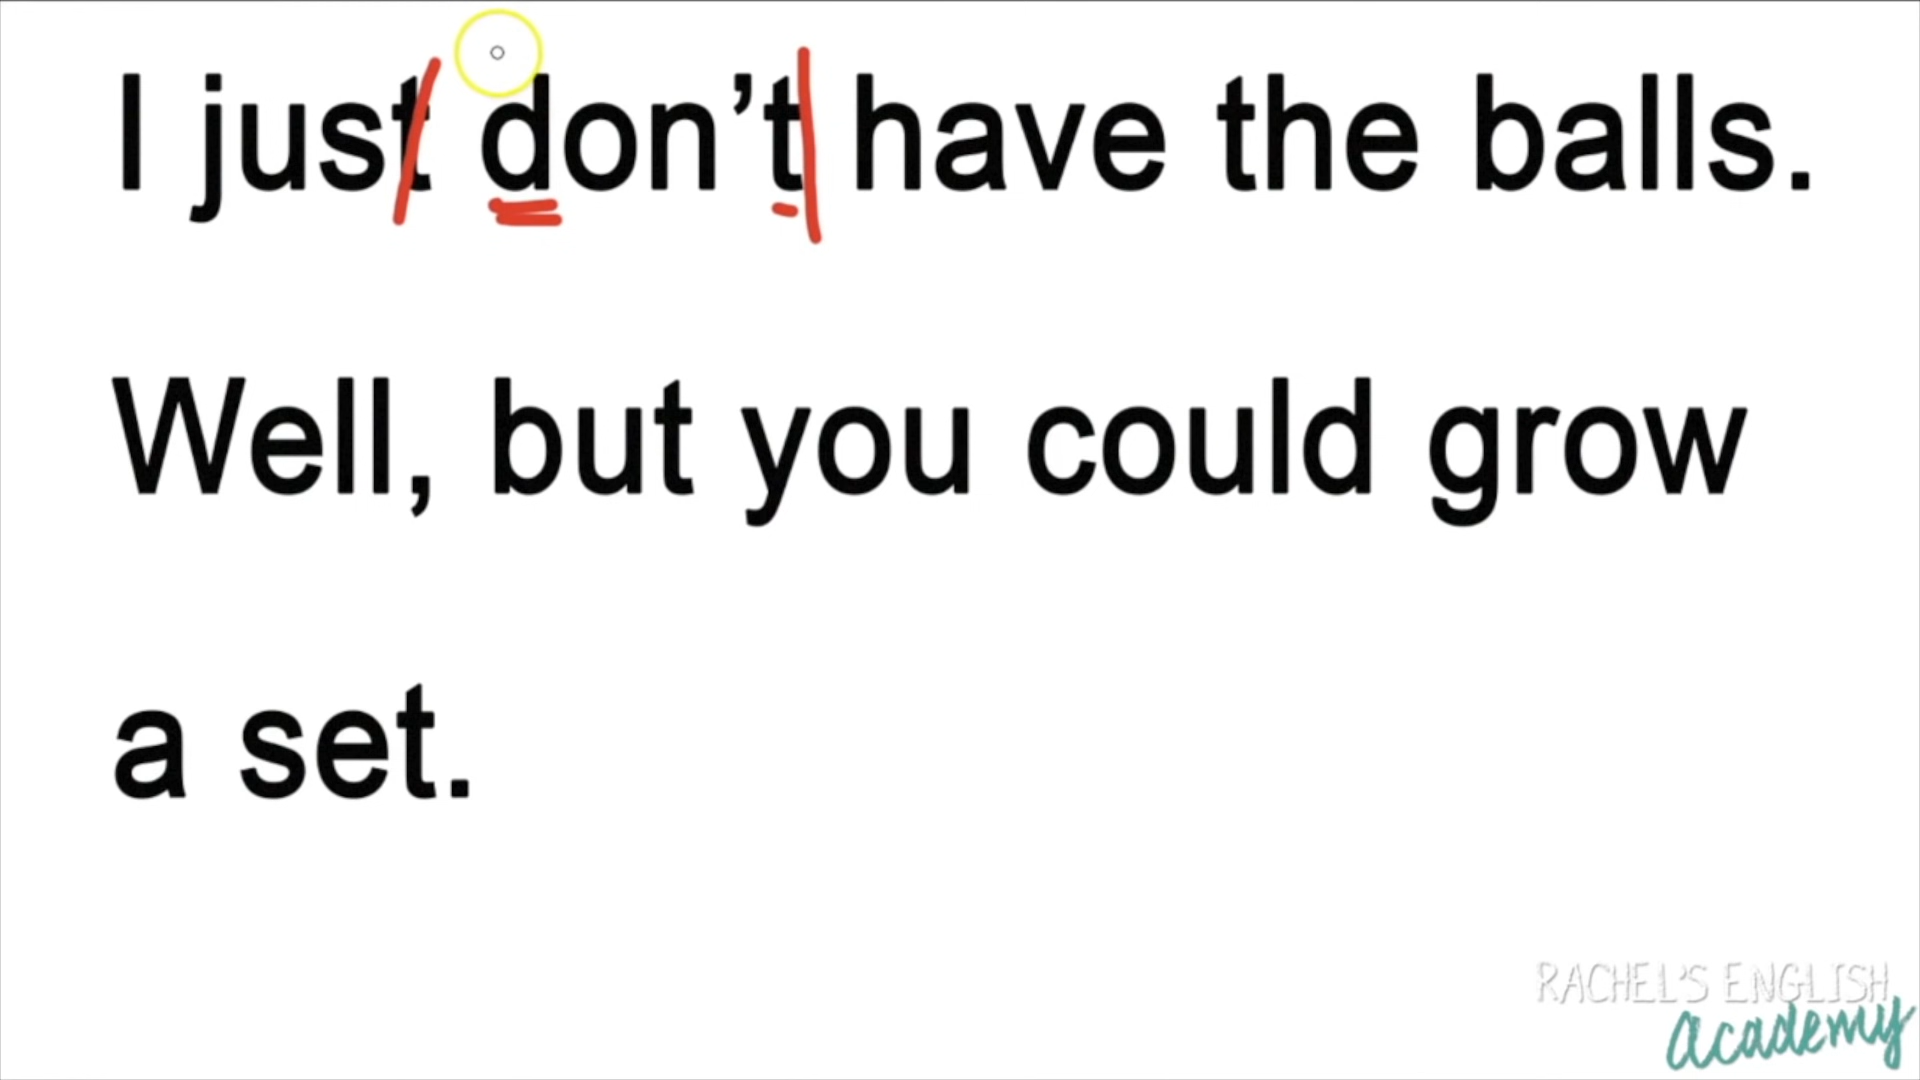 I just don’t have the balls.
Well, but you could grow
a set.
RACHEL'S ENGLISH
academy